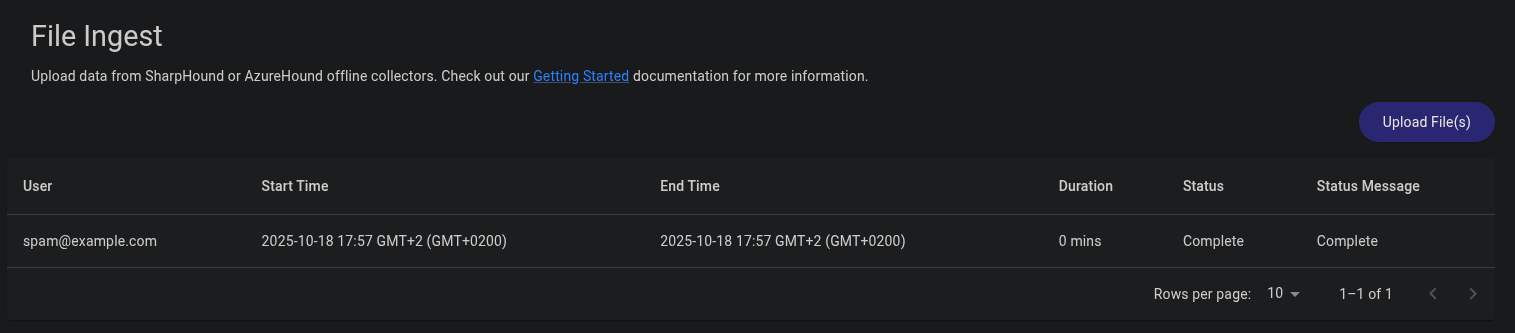 File Ingest
Upload data from SharpHound or AzureHound offline collectors. Check out our Getting Started documentation for more information.
Upload File(s)
User Start Time End Time Duration Status Status Message
spam@example.com 2025-10-18 17:57 GMT+2 (GMT+0200) 2025-10-18 17:57 GMT+2 (GMT+0200) 0 mins Complete Complete
Rows per page: 10 1–1 of 1